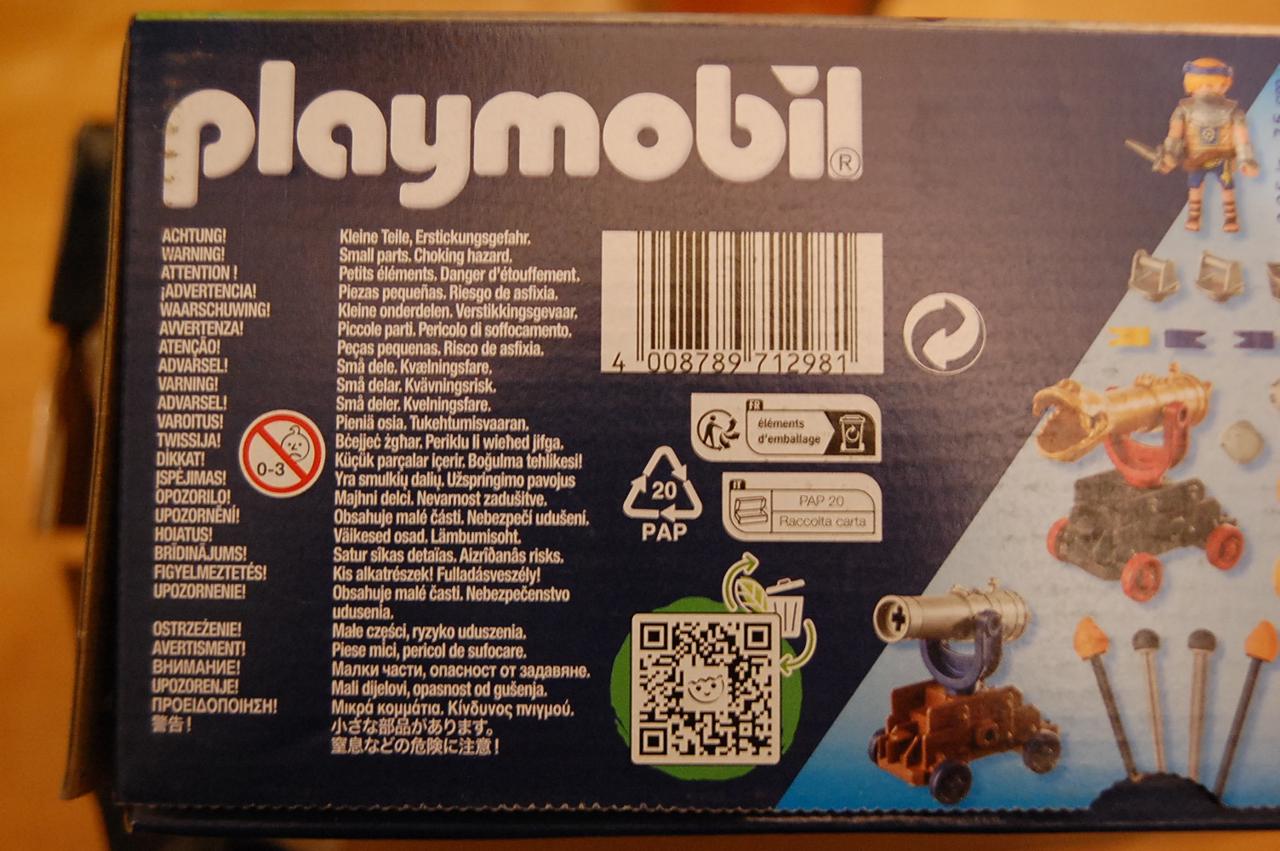 playmobil®
ACHTUNG! Kleine Teile, Erstickungsgefahr.
WARNING! Small parts. Choking hazard.
ATTENTION ! Petits éléments. Danger d'étouffement.
¡ADVERTENCIA! Piezas pequeñas. Riesgo de asfixia.
WAARSCHUWING! Kleine onderdelen. Verstikkingsgevaar.
AVVERTENZA! Piccole parti. Pericolo di soffocamento.
ATENÇÃO! Peças pequenas. Risco de asfixia.
ADVARSEL! Små dele. Kvælningsfare.
VARNING! Små delar. Kvävningsrisk.
ADVARSEL! Små deler. Kvelningsfare.
VAROITUS! Pieniä osia. Tukehtumisvaaran.
TWISSIJA! Bċejjeċ żgħar. Periklu li wieħed jifga.
DIKKAT! Küçük parçalar içerir. Boğulma tehlikesi!
ĮSPĖJIMAS! Yra smulkių dalių. Užspringimo pavojus
OPOZORILO! Majhni delci. Nevarnost zadušitve.
UPOZORNĚNÍ! Obsahuje malé části. Nebezpečí udušení.
HOIATUS! Väikesed osad. Lämbumisoht.
BRĪDINĀJUMS! Satur sīkas detaļas. Aizrīšanās risks.
FIGYELMEZTETÉS! Kis alkatrészek! Fulladásveszély!
UPOZORNENIE! Obsahuje malé časti. Nebezpečenstvo
udusenia.
OSTRZEŻENIE! Małe części, ryzyko uduszenia.
AVERTISMENT! Piese mici, pericol de sufocare.
ВНИМАНИЕ! Малки части, опасност от задавяне.
UPOZORENJE! Mali dijelovi, opasnost od gušenja.
ΠΡΟΕΙΔΟΠΟΙΗΣΗ! Μικρά κομμάτια. Κίνδυνος πνιγμού.
警告! 小さな部品があります。
窒息などの危険に注意!
0-3
4 008789 712981
FR
éléments
d'emballage
20
PAP
IT
PAP 20
Raccolta carta